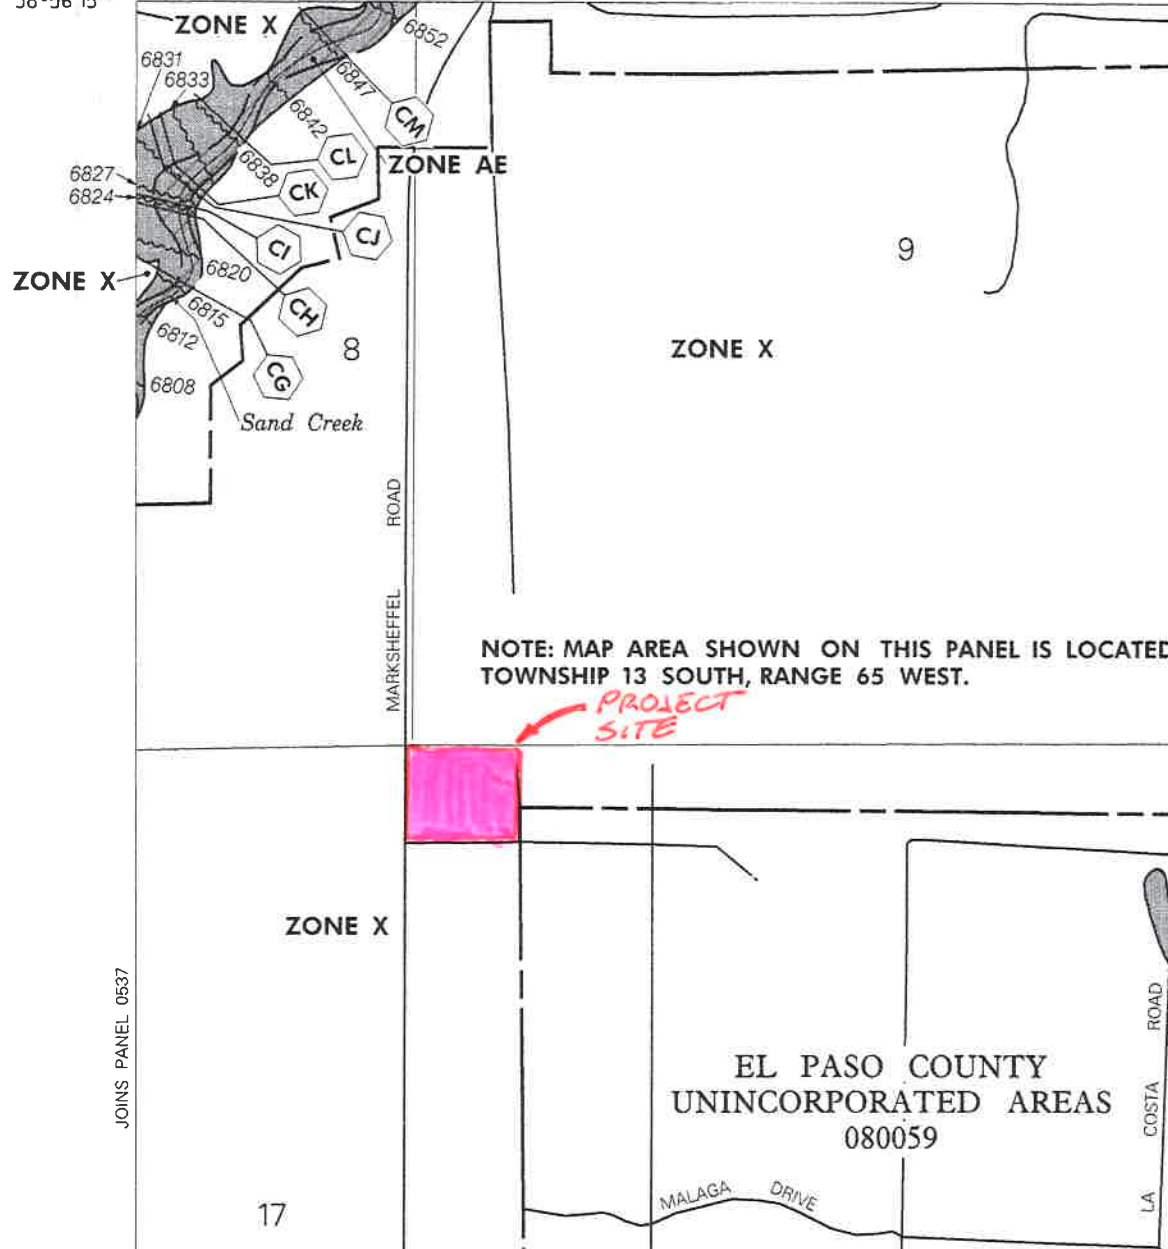 ZONE X
6852
6831
6833
6847
6842
CM
CL
ZONE AE
6838
6827
CK
6824
CJ
CI
9
6820
ZONE X
6815
CH
6812
8
ZONE X
CG
6808
Sand Creek
MARKSHEFFEL ROAD
NOTE: MAP AREA SHOWN ON THIS PANEL IS LOCATED
TOWNSHIP 13 SOUTH, RANGE 65 WEST.
PROJECT
SITE
ZONE X
JOINS PANEL 0537
EL PASO COUNTY
UNINCORPORATED AREAS
080059
LA COSTA ROAD
MALAGA DRIVE
17